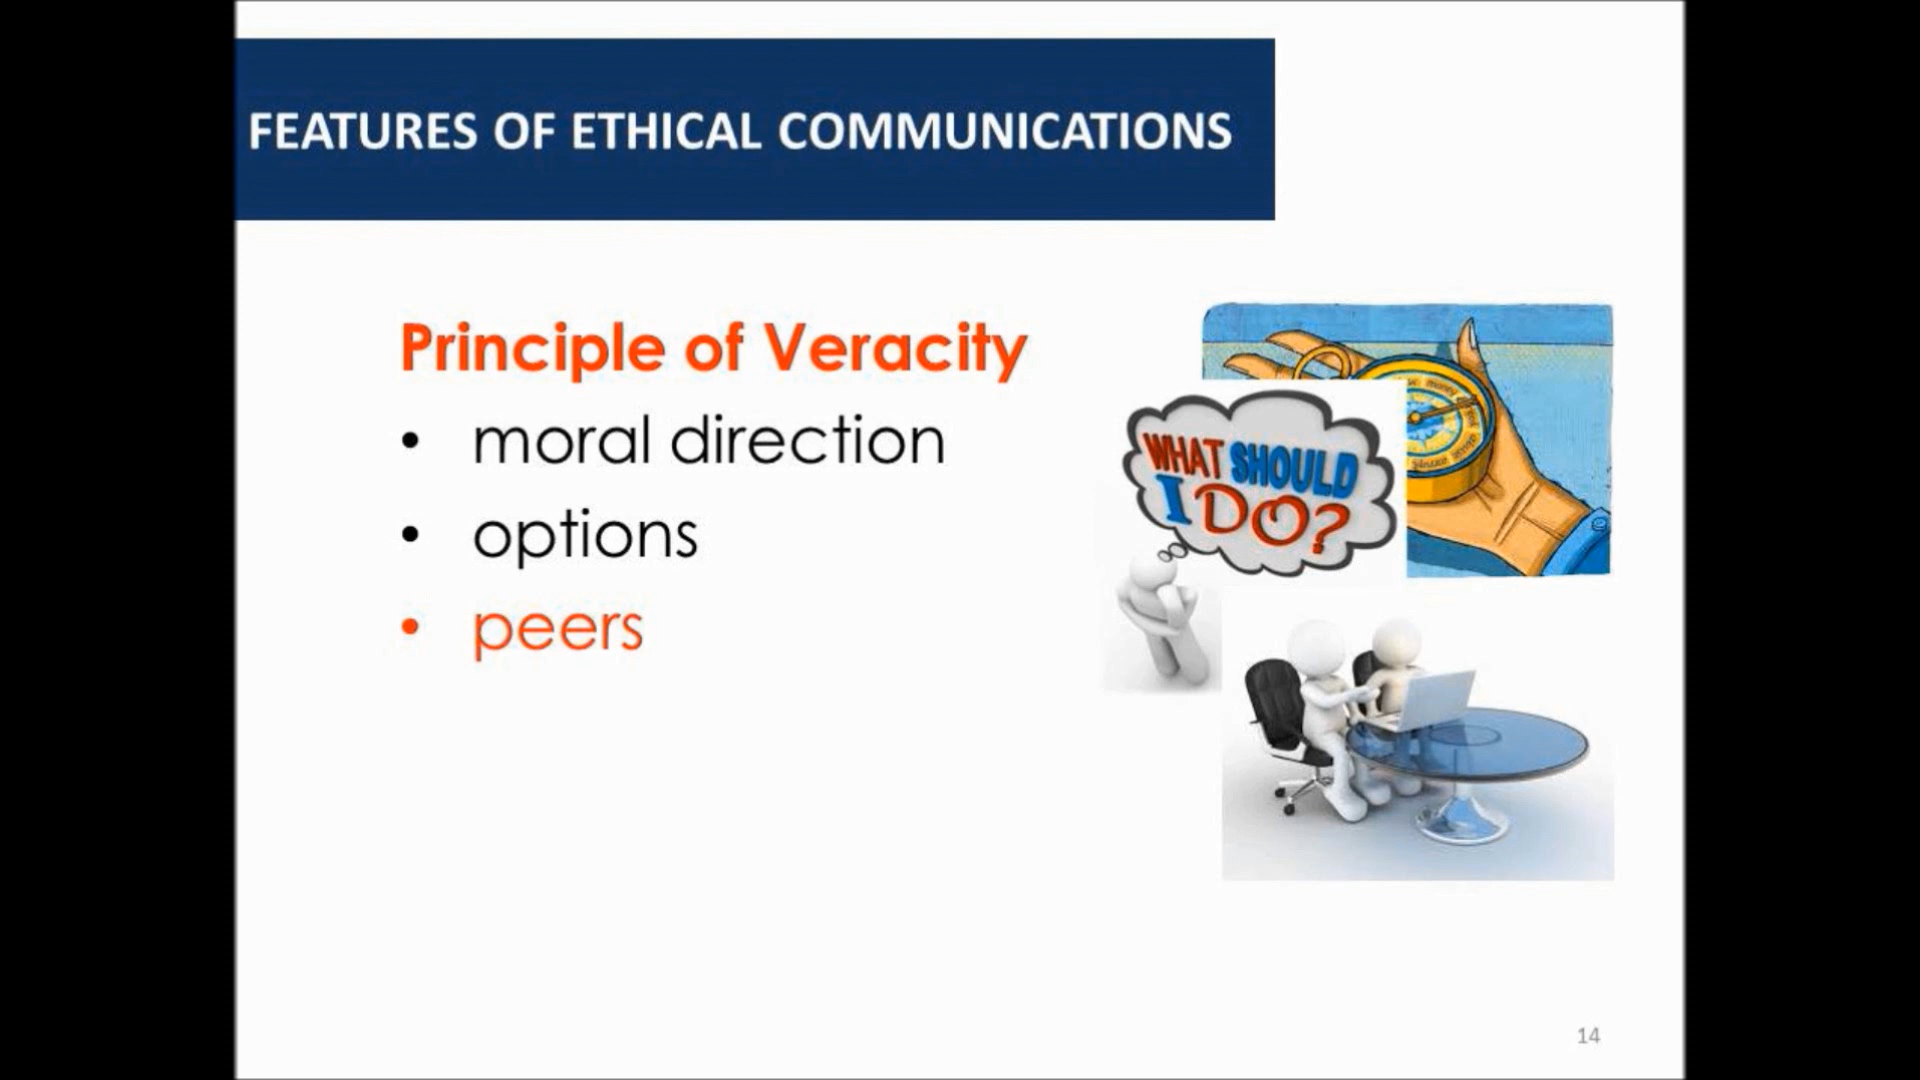 FEATURES OF ETHICAL COMMUNICATIONS
Principle of Veracity
• moral direction
• options
• peers
WHAT SHOULD
I DO?
14